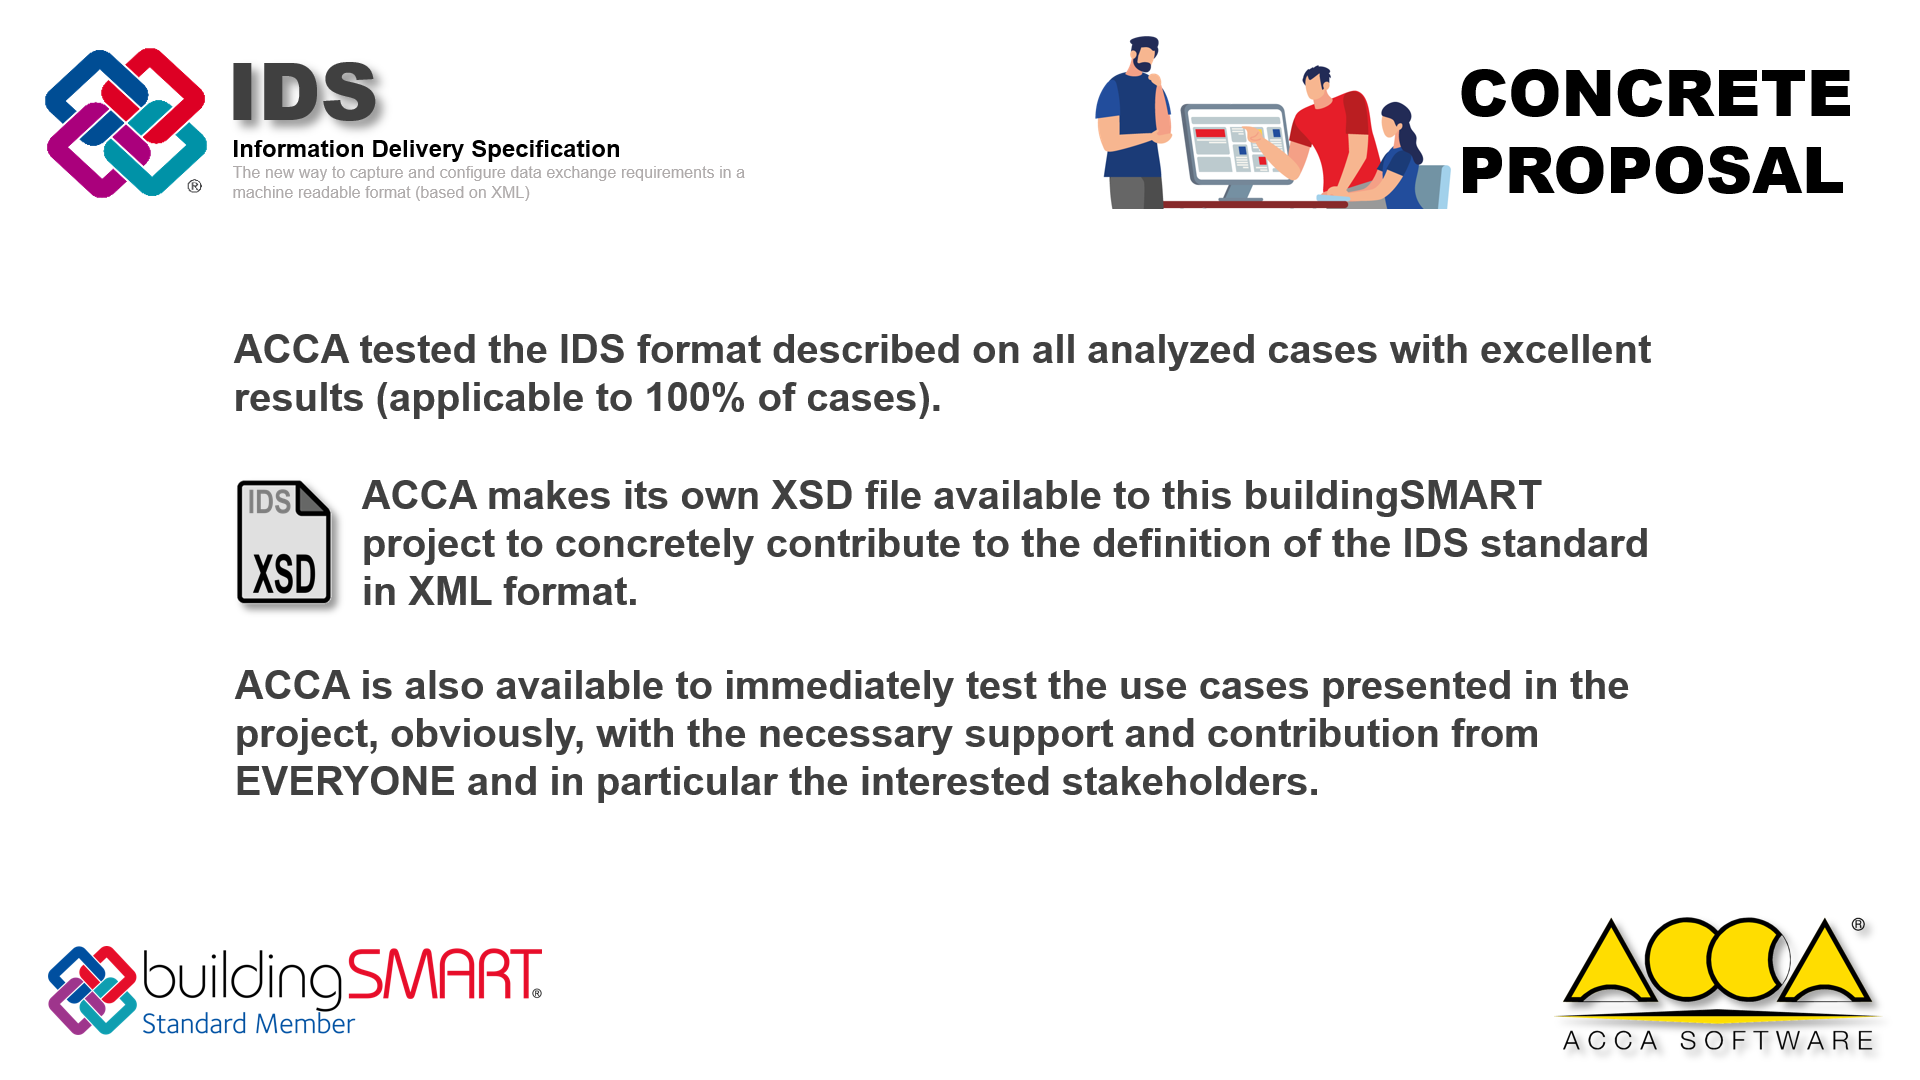 IDS
Information Delivery Specification
The new way to capture and configure data exchange requirements in a
machine readable format (based on XML)
®
CONCRETE
PROPOSAL
ACCA tested the IDS format described on all analyzed cases with excellent
results (applicable to 100% of cases).
IDS
XSD
ACCA makes its own XSD file available to this buildingSMART
project to concretely contribute to the definition of the IDS standard
in XML format.
ACCA is also available to immediately test the use cases presented in the
project, obviously, with the necessary support and contribution from
EVERYONE and in particular the interested stakeholders.
buildingSMART®
Standard Member
ACCA®
ACCA SOFTWARE